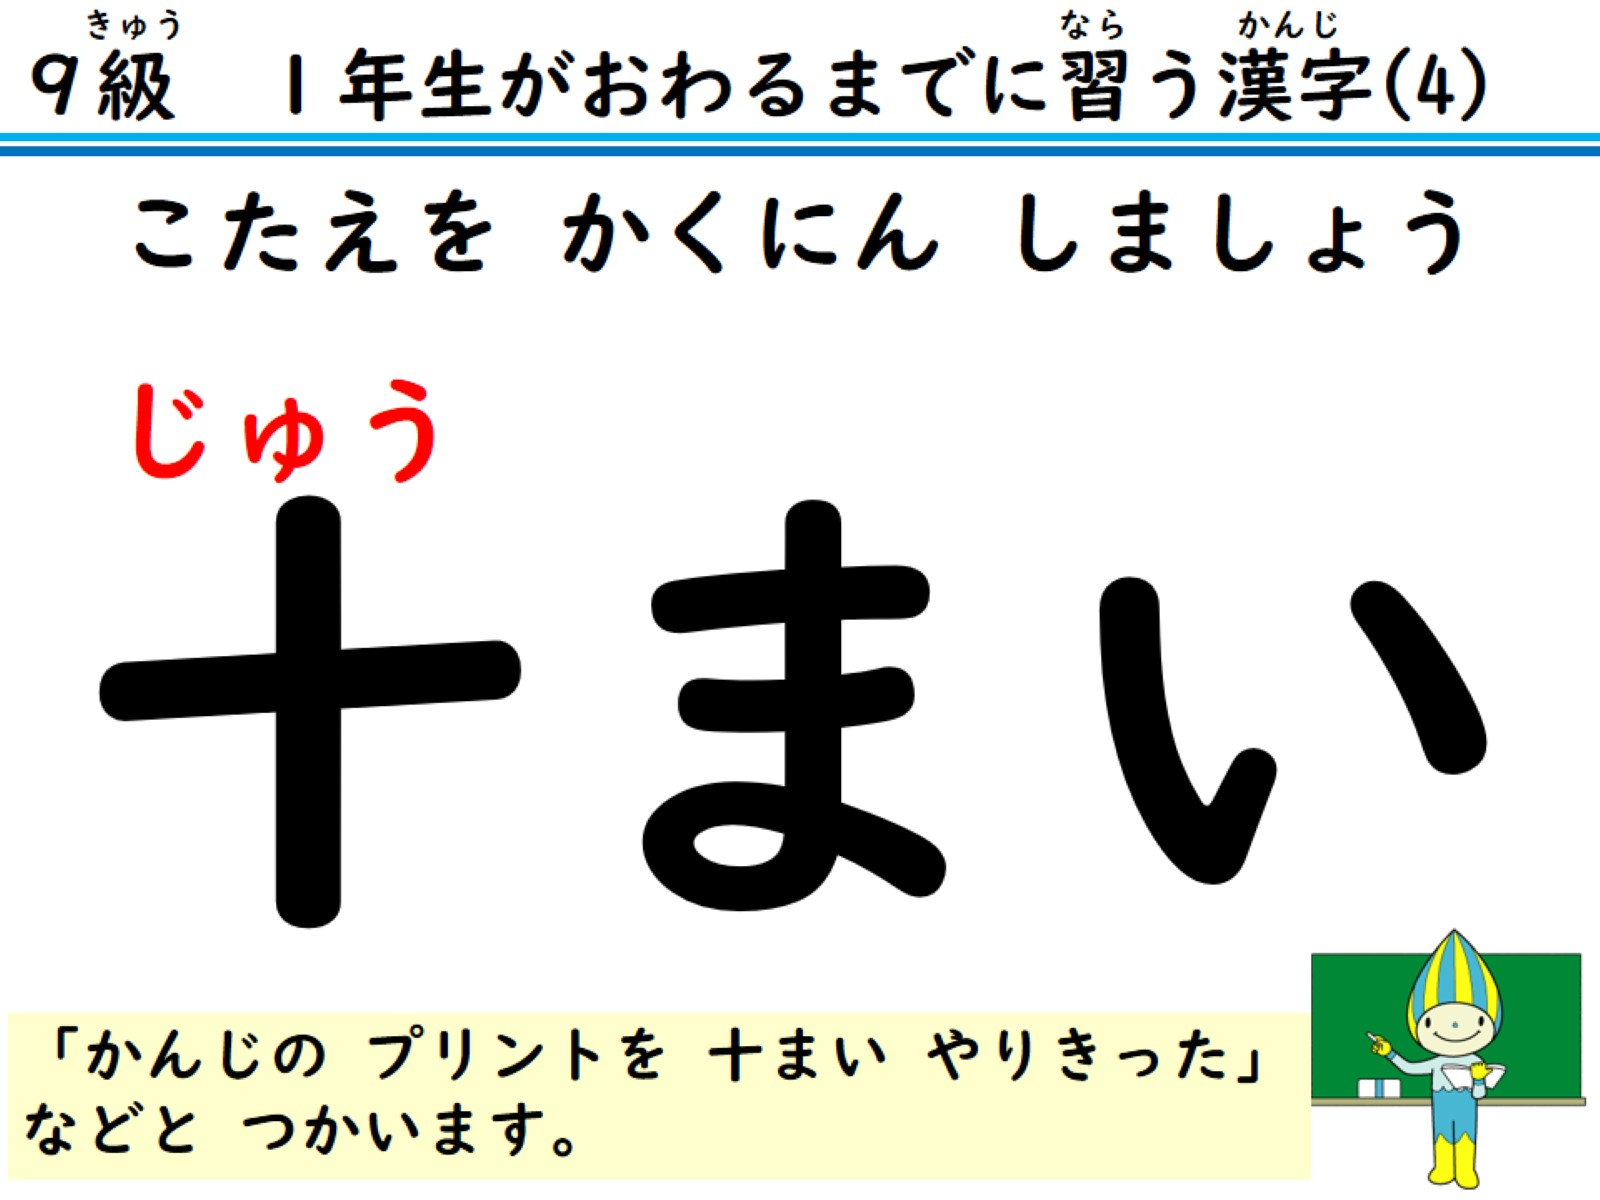 きゅう なら かんじ
9級 1年生がおわるまでに習う漢字(4)
こたえを かくにん しましょう
じゅう
十まい
「かんじの プリントを 十まい やりきった」
などと つかいます。